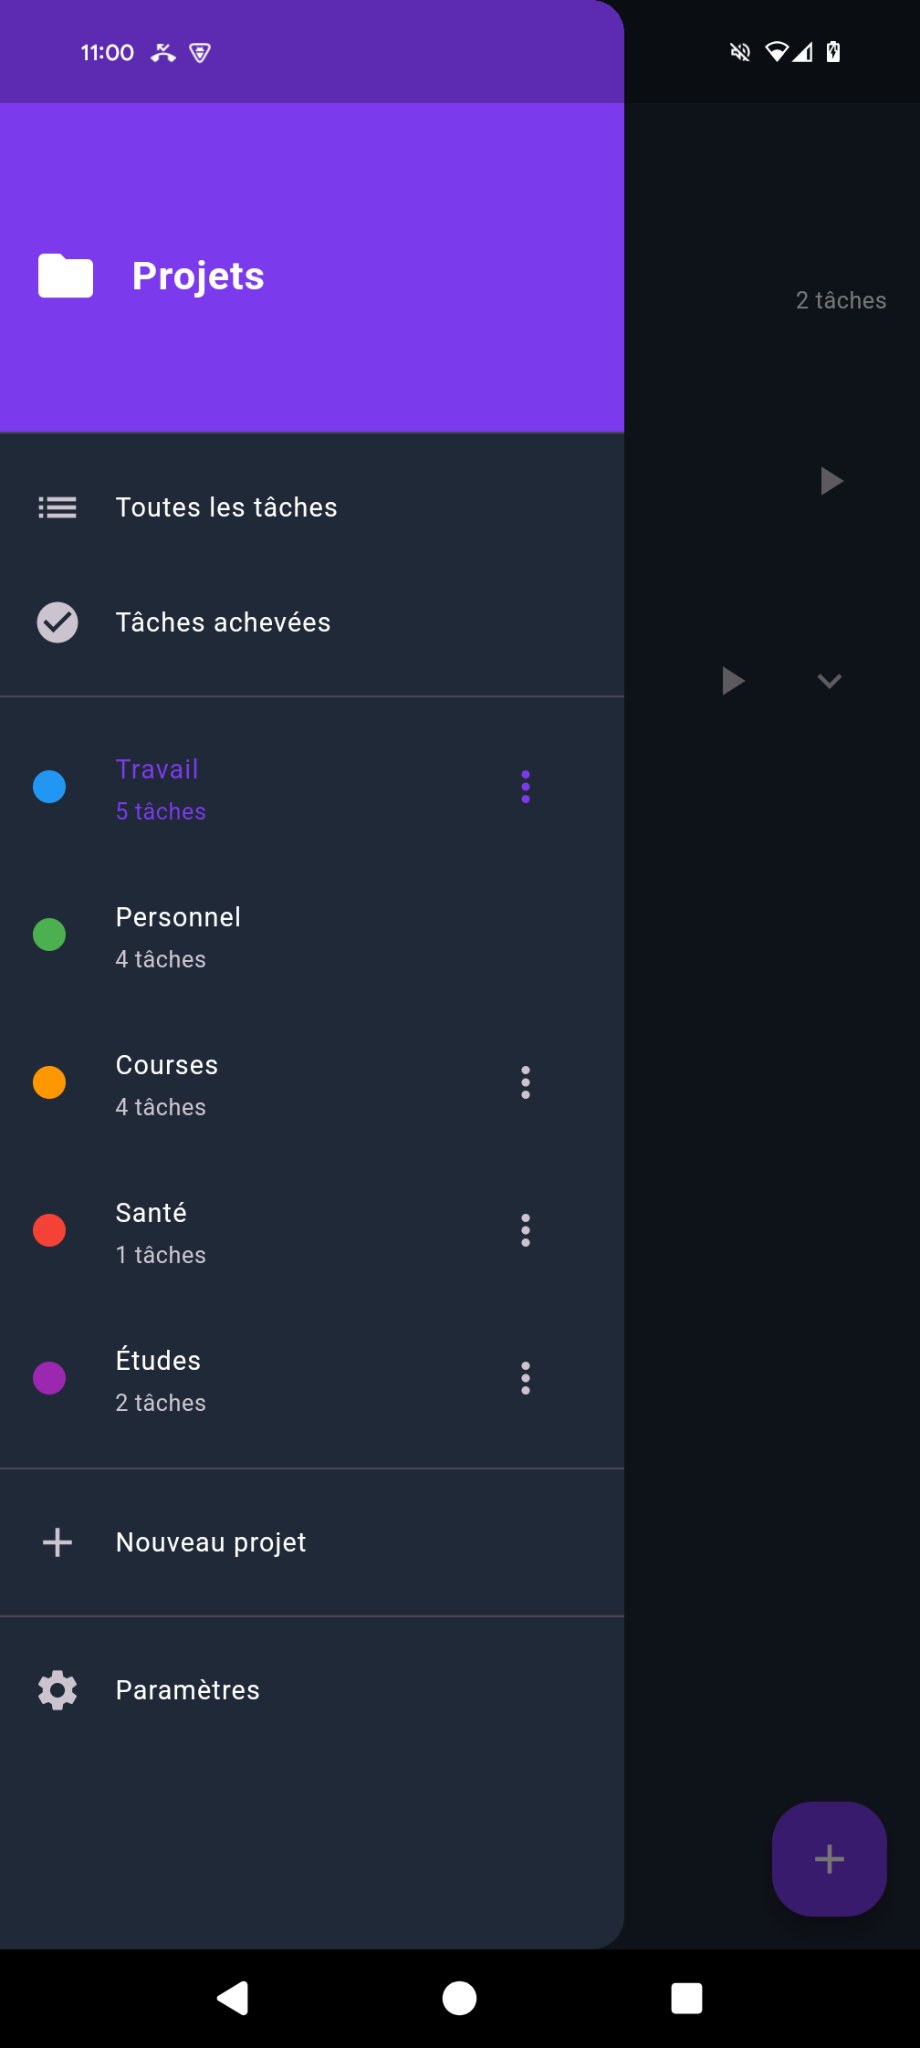 11:00
Projets
2 tâches
Toutes les tâches
Tâches achevées
Travail
5 tâches
Personnel
4 tâches
Courses
4 tâches
Santé
1 tâches
Études
2 tâches
Nouveau projet
Paramètres